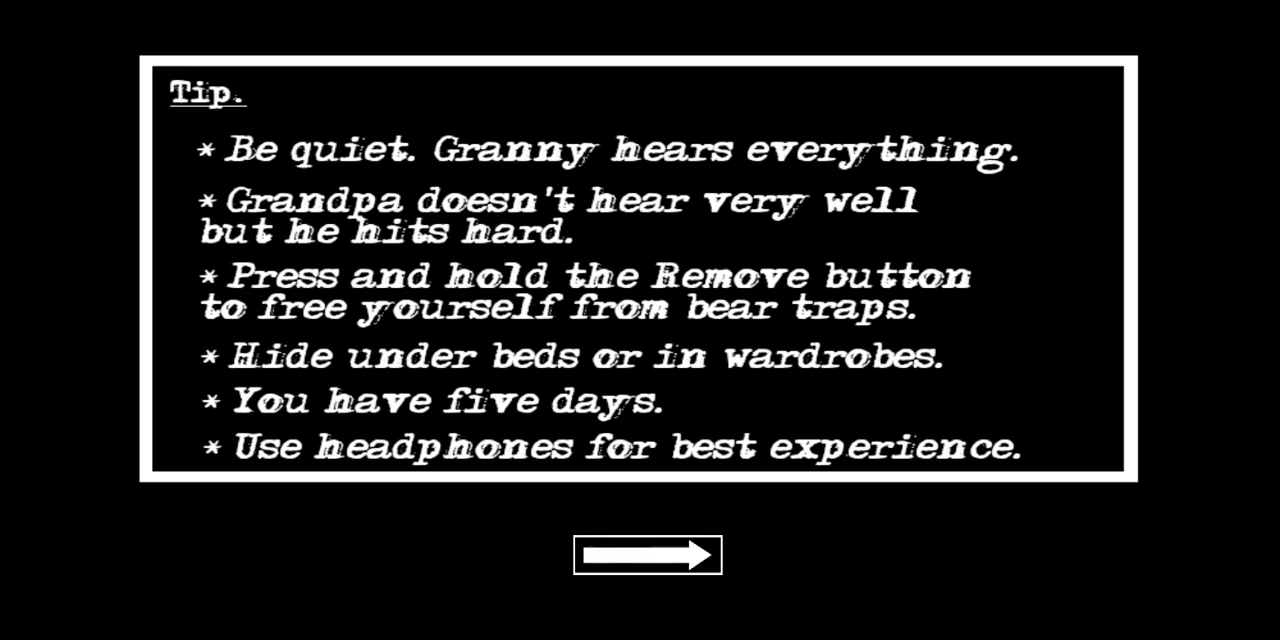 Tip.
* Be quiet. Granny hears everything.
* Grandpa doesn't hear very well
but he hits hard.
* Press and hold the Remove button
to free yourself from bear traps.
* Hide under beds or in wardrobes.
* You have five days.
* Use headphones for best experience.